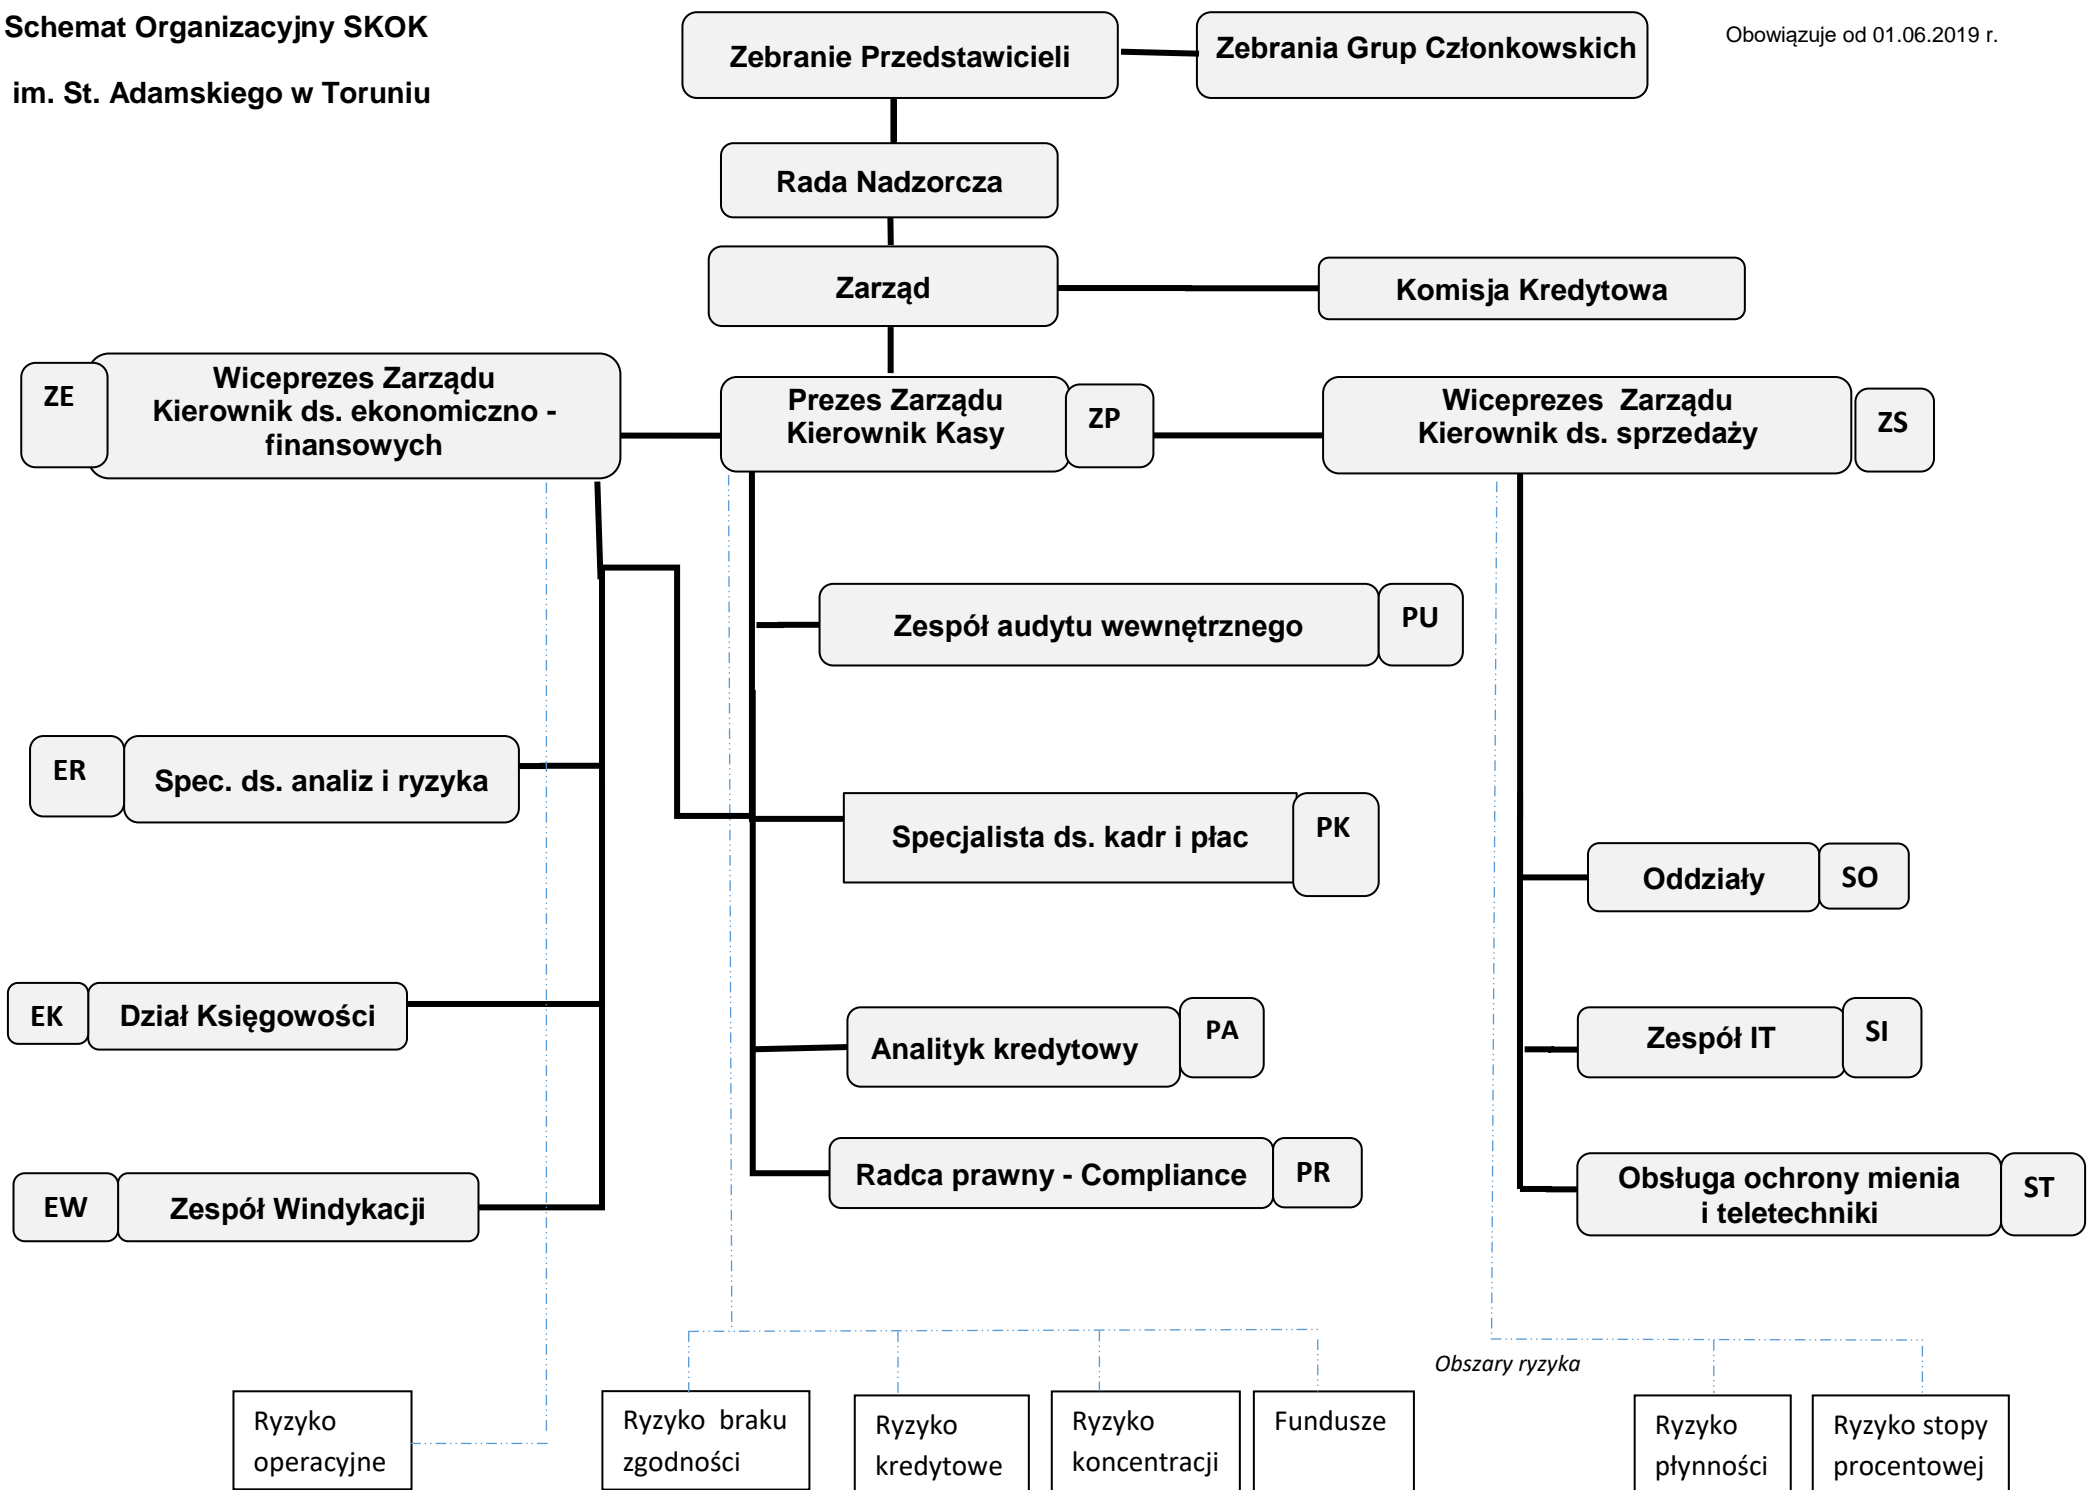 Schemat Organizacyjny SKOK
im. St. Adamskiego w Toruniu
Zebranie Przedstawicieli
Zebrania Grup Członkowskich
Obowiązuje od 01.06.2019 r.
Rada Nadzorcza
Zarząd
Komisja Kredytowa
ZE
Wiceprezes Zarządu
Kierownik ds. ekonomiczno -
finansowych
Prezes Zarządu
Kierownik Kasy
ZP
Wiceprezes Zarządu
Kierownik ds. sprzedaży
ZS
Zespół audytu wewnętrznego
PU
ER
Spec. ds. analiz i ryzyka
Specjalista ds. kadr i płac
PK
Oddziały
SO
EK
Dział Księgowości
Analityk kredytowy
PA
Zespół IT
SI
EW
Zespół Windykacji
Radca prawny - Compliance
PR
Obsługa ochrony mienia
i teletechniki
ST
Obszary ryzyka
Ryzyko
operacyjne
Ryzyko braku
zgodności
Ryzyko
kredytowe
Ryzyko
koncentracji
Fundusze
Ryzyko
płynności
Ryzyko stopy
procentowej